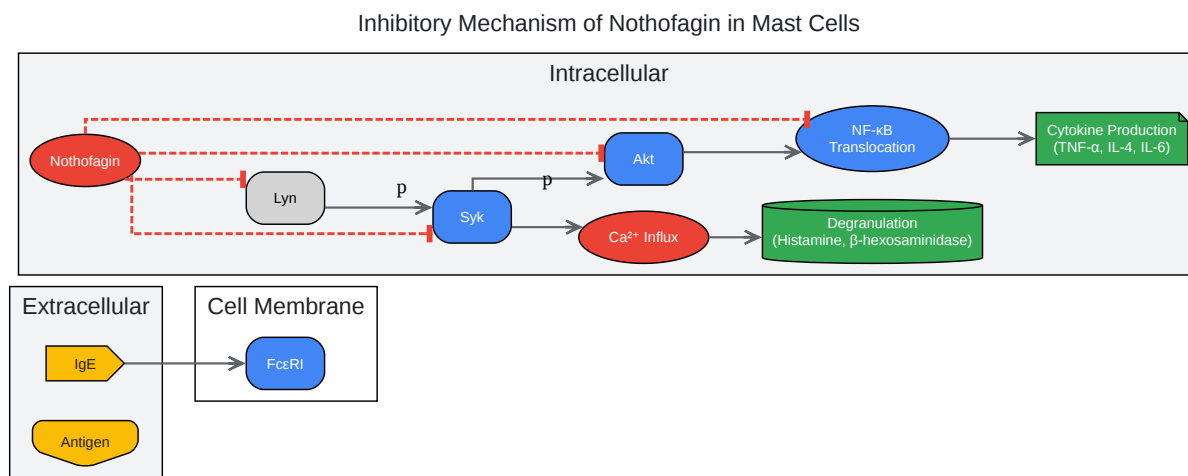 Inhibitory Mechanism of Nothofagin in Mast Cells
Intracellular
Nothofagin
Lyn
p
Syk
p
Akt
NF-κB
Translocation
Cytokine Production
(TNF-α, IL-4, IL-6)
Ca²⁺ Influx
Degranulation
(Histamine, β-hexosaminidase)
Extracellular
IgE
Antigen
Cell Membrane
FcεRI